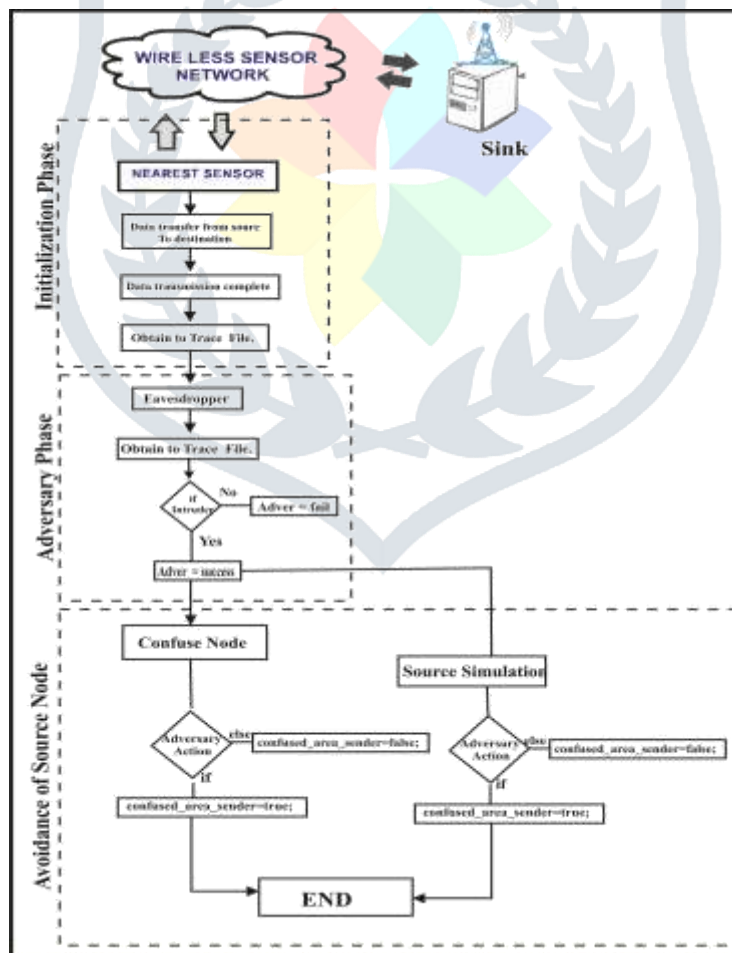 WIRE LESS SENSOR
NETWORK
Sink
Initialization Phase
NEAREST SENSOR
Data transfer from sourc
To destination
Data transmission complete
Obtain to Trace File.
Adversary Phase
Eavesdropper
Obtain to Trace File.
if
Intruder
No
Adver = fail
Yes
Adver = success
Avoidance of Source Node
Confuse Node
Source Simulation
Adversary
Action
else
confused_area_sender=false;
if
confused_area_sender=true;
Adversary
Action
else
confused_area_sender=false;
if
confused_area_sender=true;
END